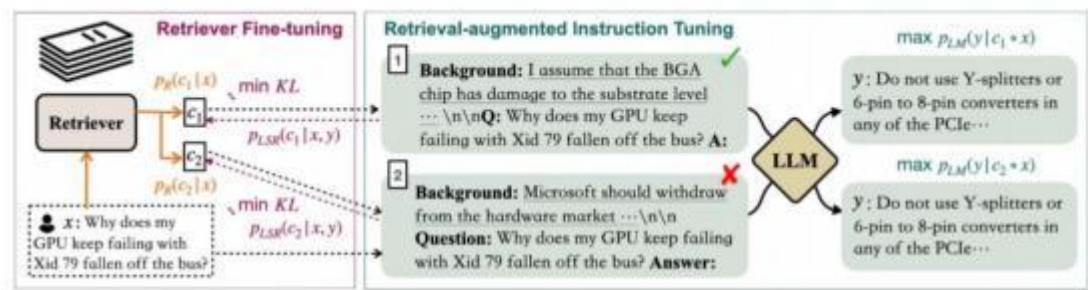 Retriever Fine-tuning
p_R(c_1|x)
min KL
Retriever
c_1
p_LSR(c_1|x, y)
c_2
p_R(c_2|x)
min KL
p_LSR(c_2|x, y)
x: Why does my
GPU keep failing with
Xid 79 fallen off the bus?
Retrieval-augmented Instruction Tuning
1
Background: I assume that the BGA
chip has damage to the substrate level
··· \n\nQ: Why does my GPU keep
failing with Xid 79 fallen off the bus? A:
2
Background: Microsoft should withdraw
from the hardware market ···\n\n
Question: Why does my GPU keep failing
with Xid 79 fallen off the bus? Answer:
LLM
max p_LM(y|c_1∘x)
y: Do not use Y-splitters or
6-pin to 8-pin converters in
any of the PCIe···
max p_LM(y|c_2∘x)
y: Do not use Y-splitters or
6-pin to 8-pin converters in
any of the PCIe···